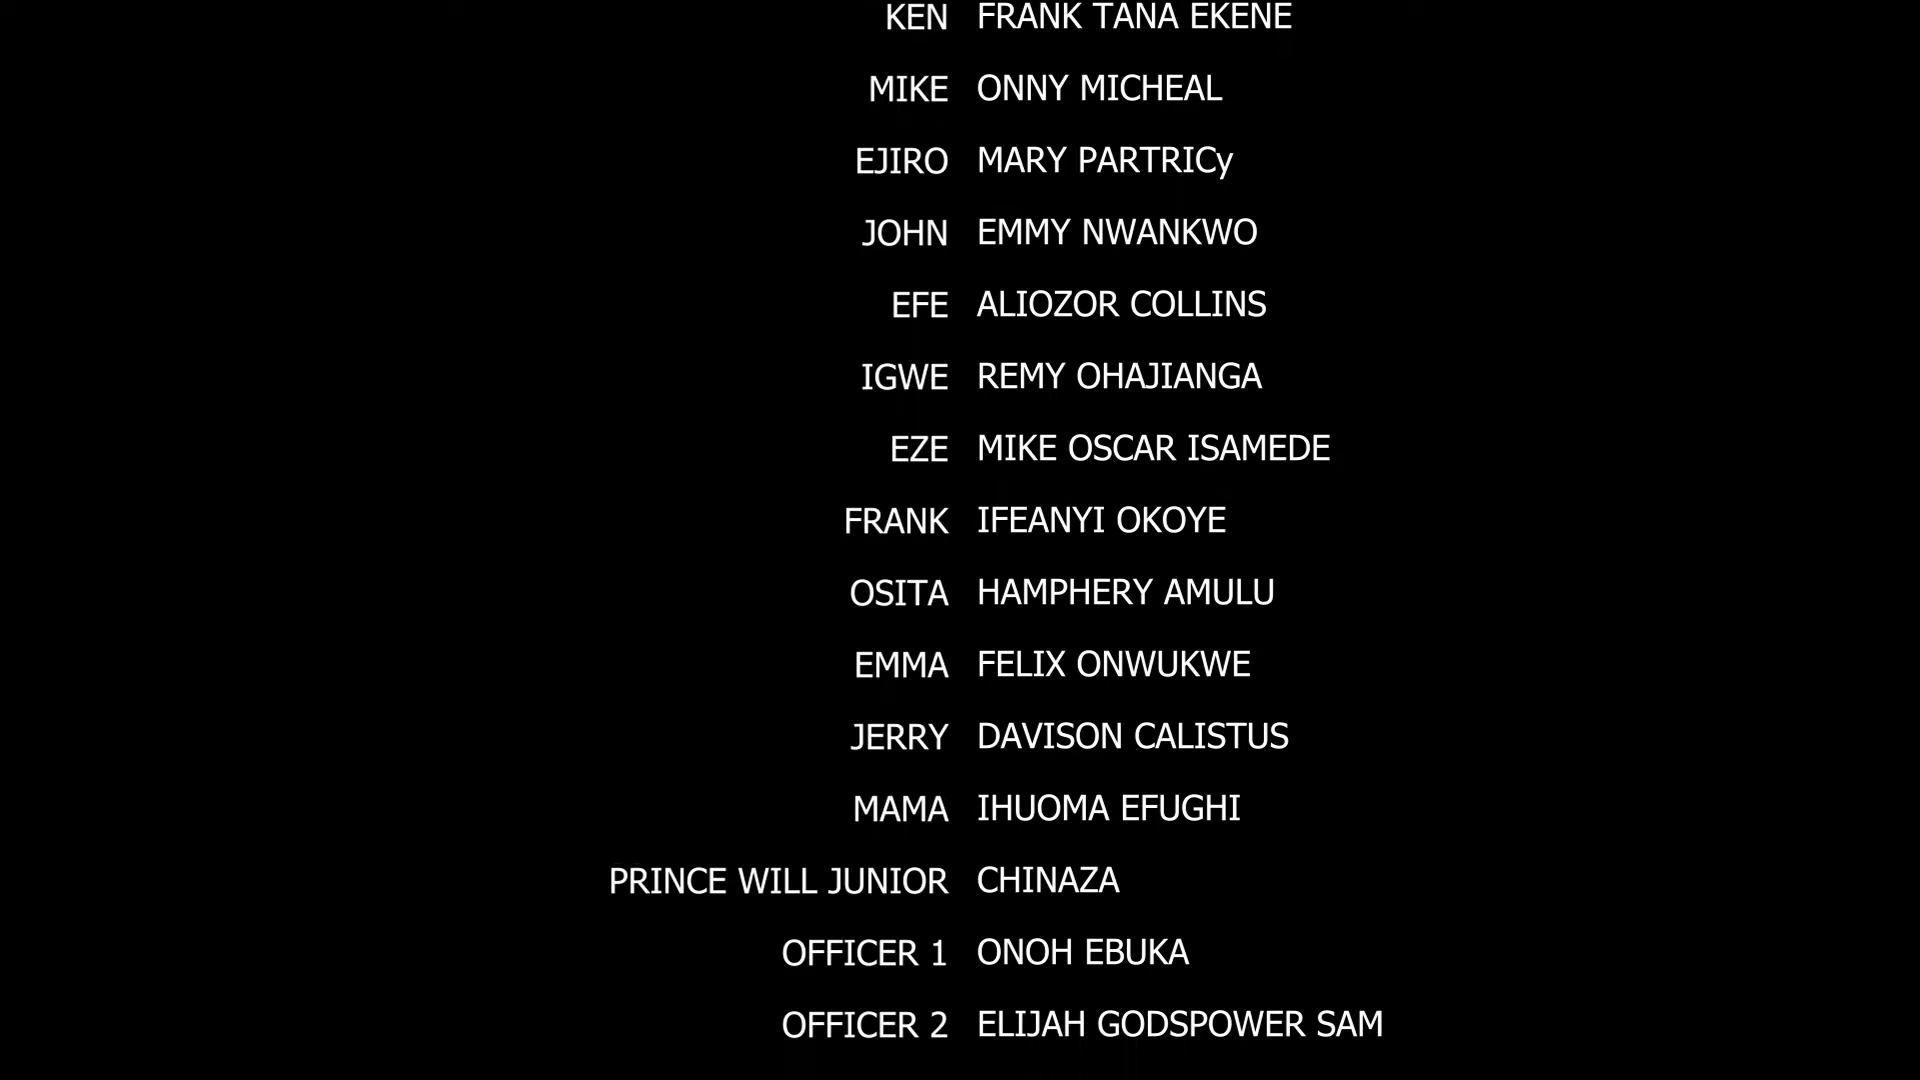 KEN FRANK TANA EKENE
MIKE ONNY MICHEAL
EJIRO MARY PARTRICy
JOHN EMMY NWANKWO
EFE ALIOZOR COLLINS
IGWE REMY OHAJIANGA
EZE MIKE OSCAR ISAMEDE
FRANK IFEANYI OKOYE
OSITA HAMPHERY AMULU
EMMA FELIX ONWUKWE
JERRY DAVISON CALISTUS
MAMA IHUOMA EFUGHI
PRINCE WILL JUNIOR CHINAZA
OFFICER 1 ONOH EBUKA
OFFICER 2 ELIJAH GODSPOWER SAM